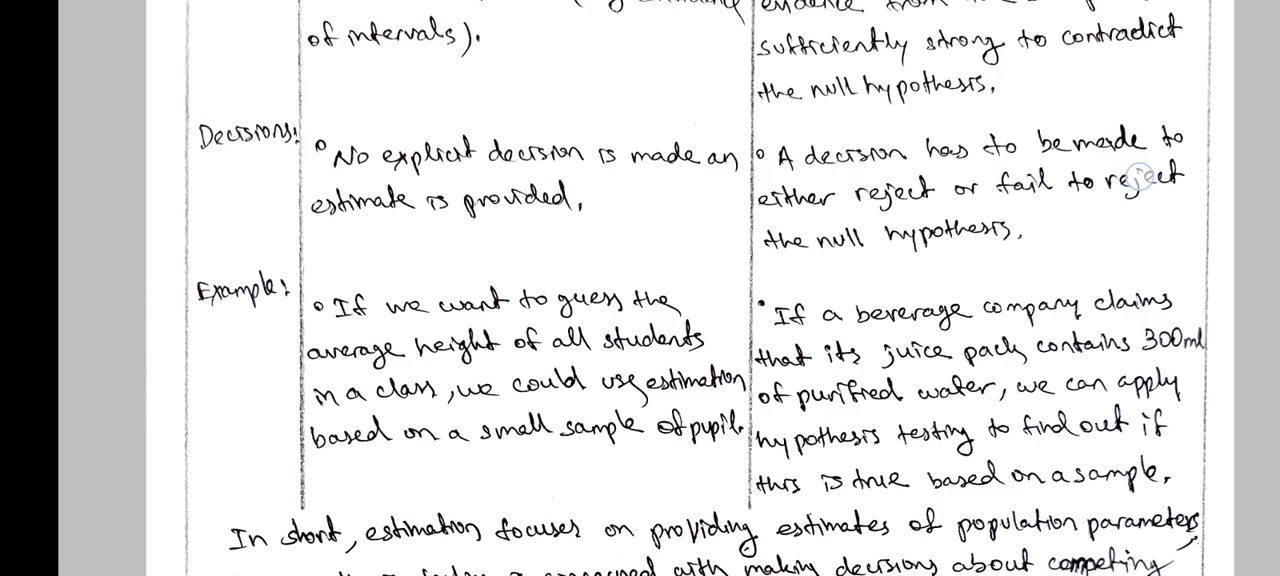 of intervals).
evidence from
sufficiently strong to contradict
the null hypothesis.
Decisions:
No explicit decision is made an
estimate is provided.
A decision has to be made to
either reject or fail to reject
the null hypothesis.
Example:
If we want to guess the
average height of all students
in a class, we could use estimation
based on a small sample of pupil.
If a beverage company claims
that its juice pack contains 300ml
of purified water, we can apply
hypothesis testing to find out if
this is true based on a sample.
In short, estimation focuses on providing estimates of population parameters
with making decisions about competing